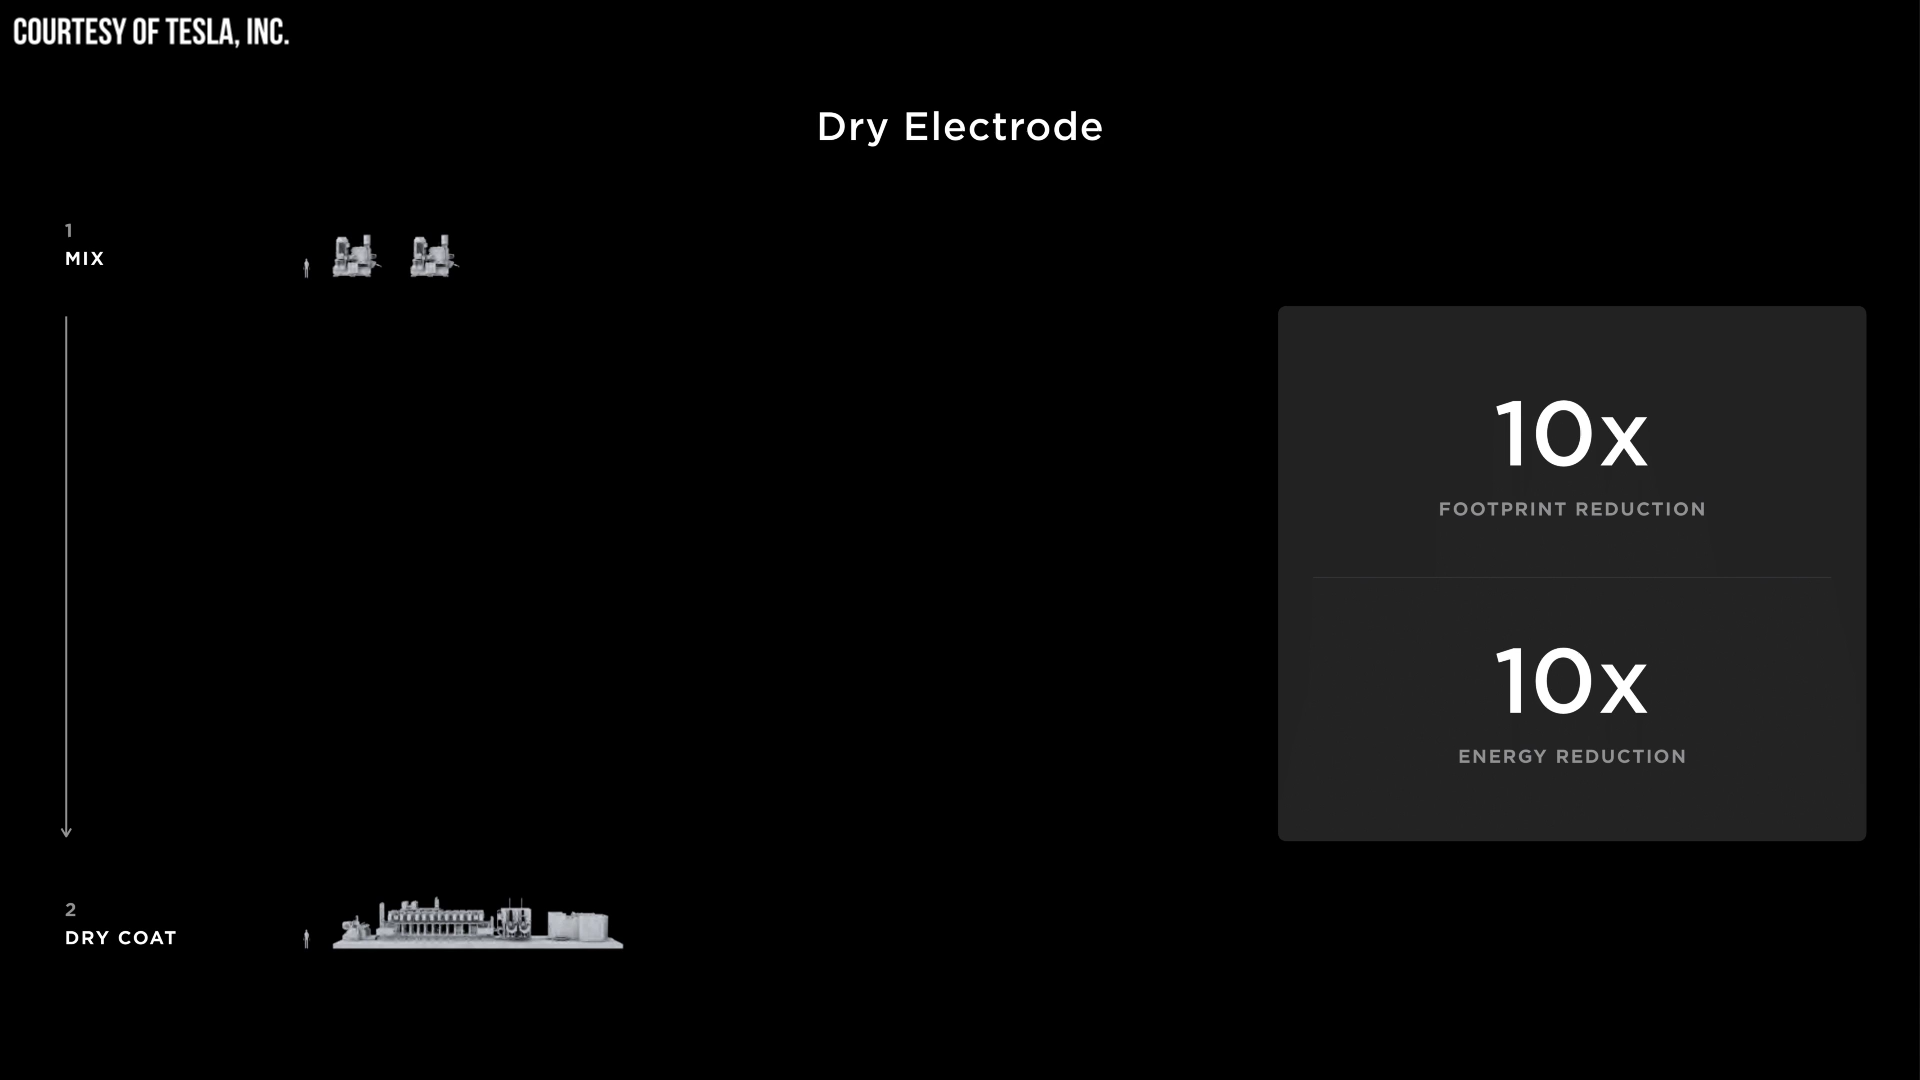 COURTESY OF TESLA, INC.
Dry Electrode
1
MIX
10x
FOOTPRINT REDUCTION
10x
ENERGY REDUCTION
2
DRY COAT